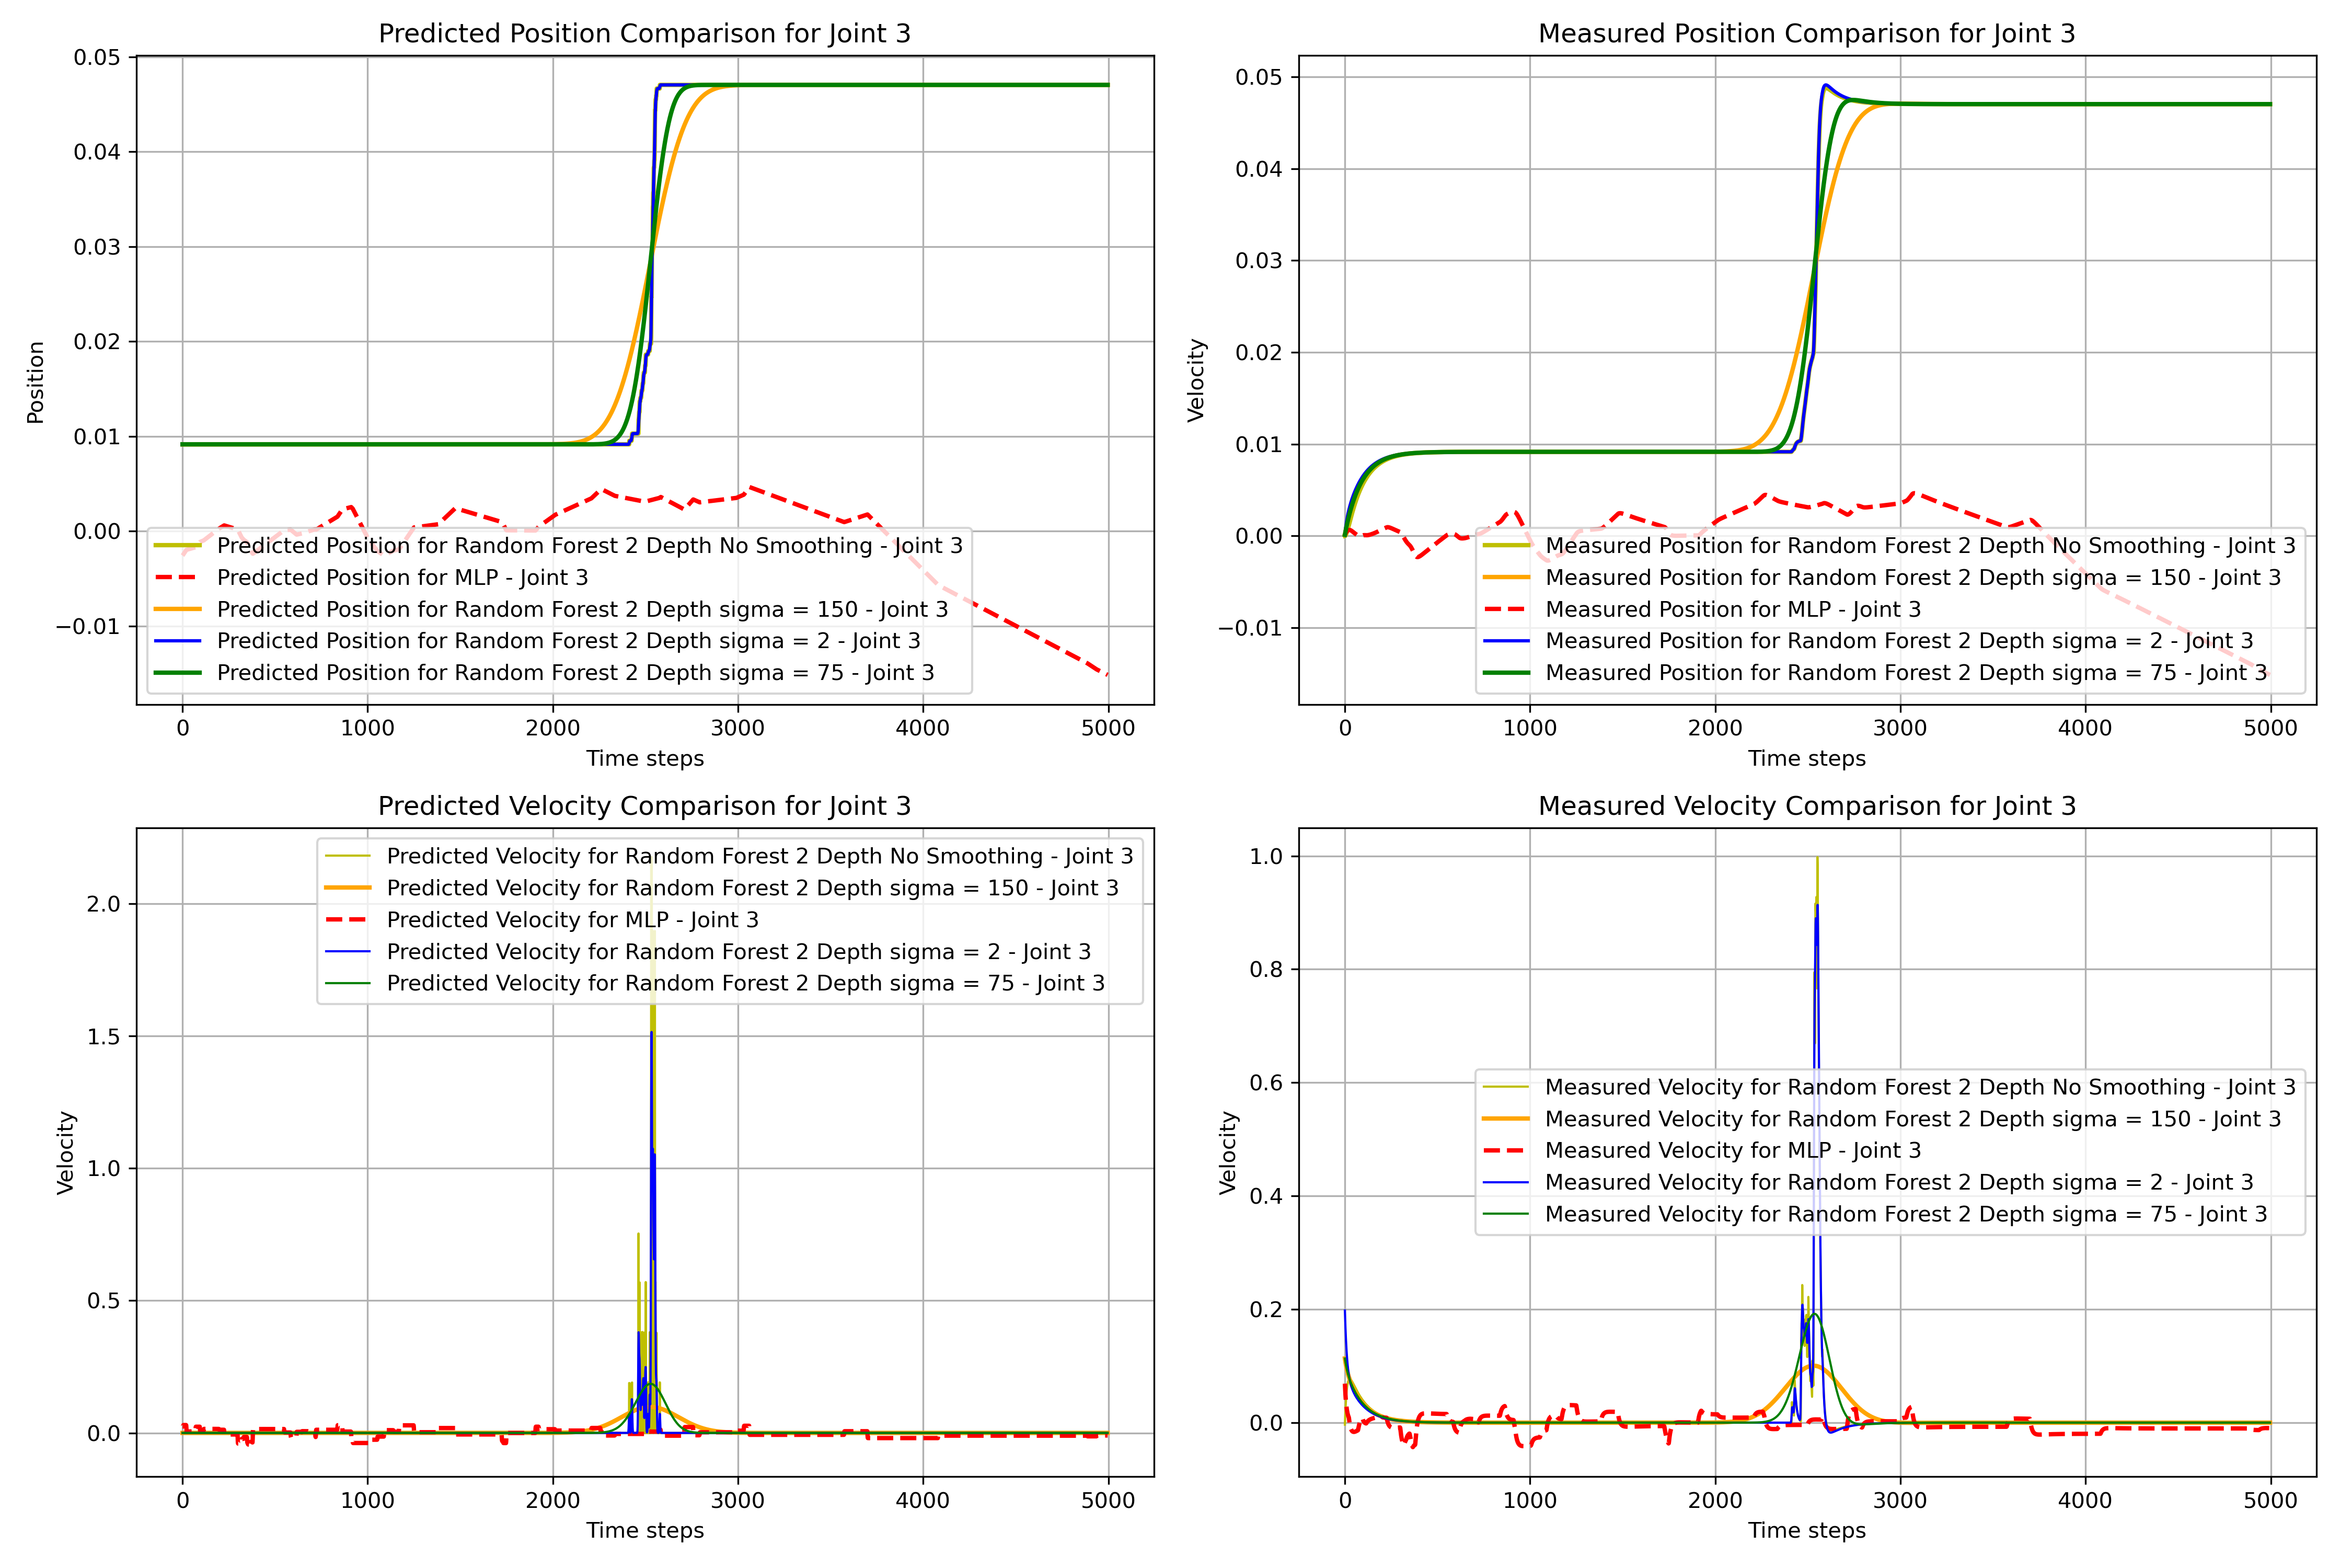 Predicted Position Comparison for Joint 3
Position
0.05
0.04
0.03
0.02
0.01
0.00
−0.01
Predicted Position for Random Forest 2 Depth No Smoothing - Joint 3
Predicted Position for MLP - Joint 3
Predicted Position for Random Forest 2 Depth sigma = 150 - Joint 3
Predicted Position for Random Forest 2 Depth sigma = 2 - Joint 3
Predicted Position for Random Forest 2 Depth sigma = 75 - Joint 3
0 1000 2000 3000 4000 5000
Time steps
Measured Position Comparison for Joint 3
Velocity
0.05
0.04
0.03
0.02
0.01
0.00
−0.01
Measured Position for Random Forest 2 Depth No Smoothing - Joint 3
Measured Position for Random Forest 2 Depth sigma = 150 - Joint 3
Measured Position for MLP - Joint 3
Measured Position for Random Forest 2 Depth sigma = 2 - Joint 3
Measured Position for Random Forest 2 Depth sigma = 75 - Joint 3
0 1000 2000 3000 4000 5000
Time steps
Predicted Velocity Comparison for Joint 3
Velocity
2.0
1.5
1.0
0.5
0.0
Predicted Velocity for Random Forest 2 Depth No Smoothing - Joint 3
Predicted Velocity for Random Forest 2 Depth sigma = 150 - Joint 3
Predicted Velocity for MLP - Joint 3
Predicted Velocity for Random Forest 2 Depth sigma = 2 - Joint 3
Predicted Velocity for Random Forest 2 Depth sigma = 75 - Joint 3
0 1000 2000 3000 4000 5000
Time steps
Measured Velocity Comparison for Joint 3
Velocity
1.0
0.8
0.6
0.4
0.2
0.0
Measured Velocity for Random Forest 2 Depth No Smoothing - Joint 3
Measured Velocity for Random Forest 2 Depth sigma = 150 - Joint 3
Measured Velocity for MLP - Joint 3
Measured Velocity for Random Forest 2 Depth sigma = 2 - Joint 3
Measured Velocity for Random Forest 2 Depth sigma = 75 - Joint 3
0 1000 2000 3000 4000 5000
Time steps